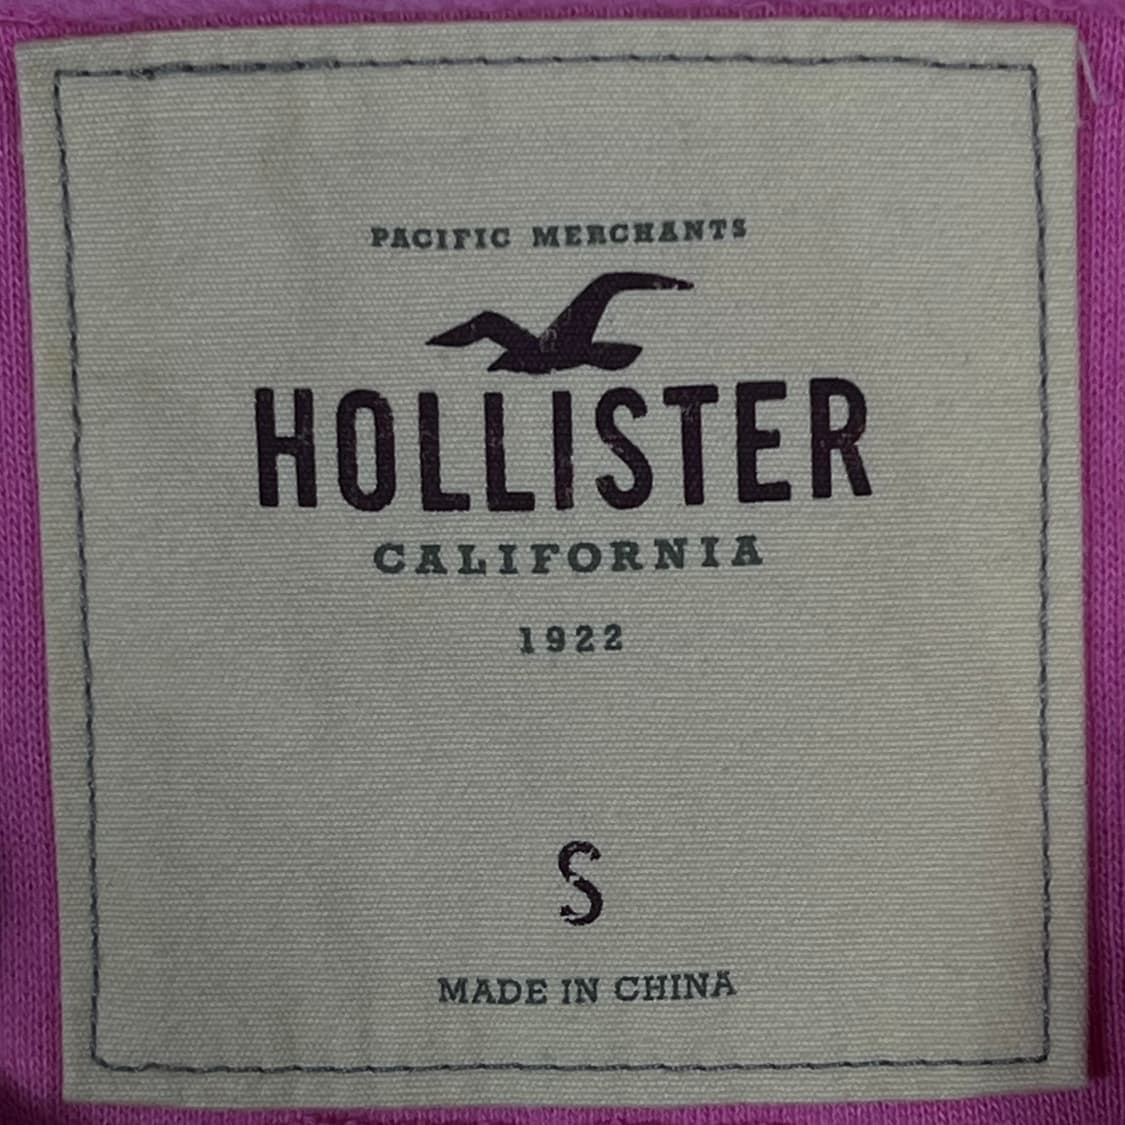 PACIFIC MERCHANTS
HOLLISTER
CALIFORNIA
1922
S
MADE IN CHINA